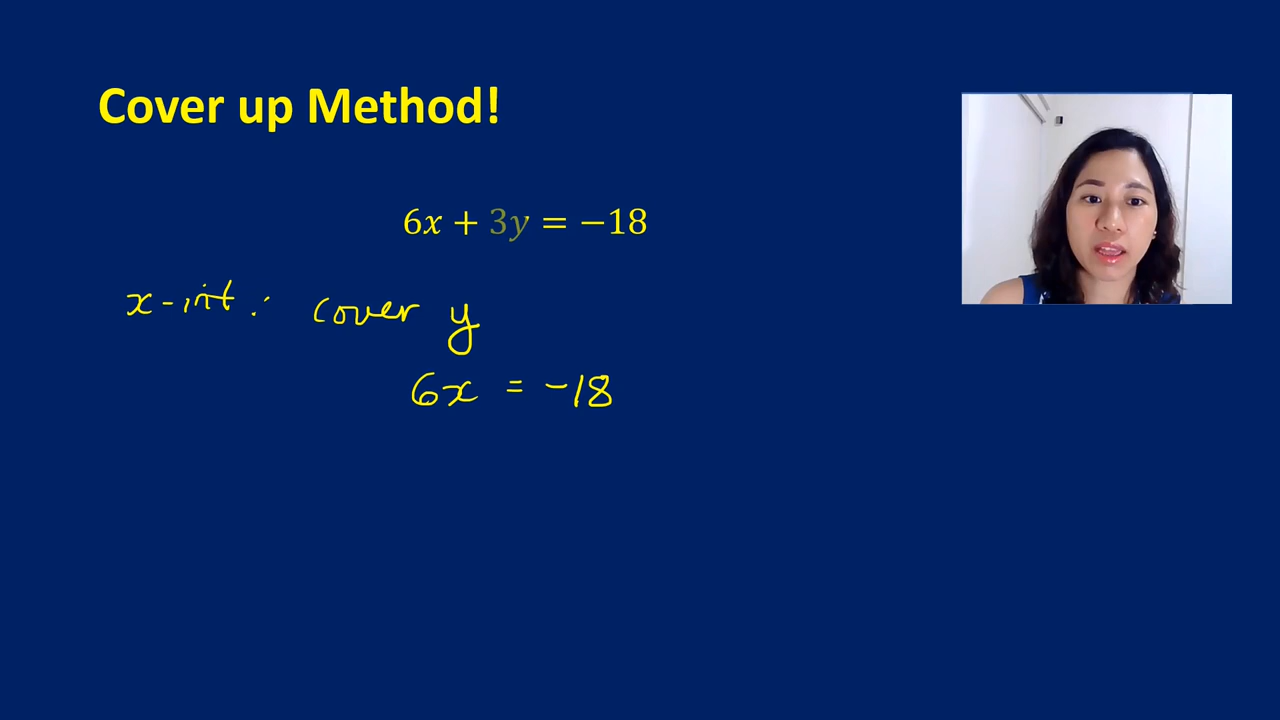 Cover up Method!
6x + 3y = −18
x-int: cover y
6x = -18